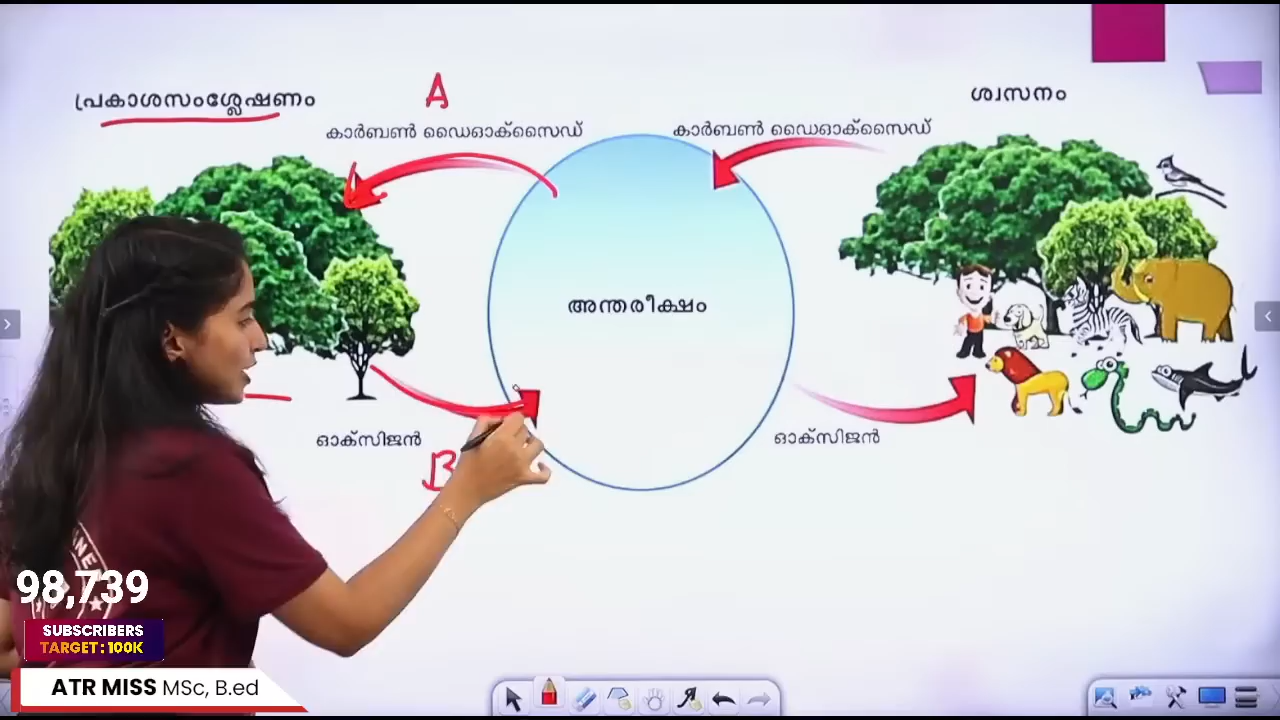 പ്രകാശസംശ്ലേഷണം
A
ശ്വസനം
കാർബൺ ഡൈഓക്സൈഡ്
കാർബൺ ഡൈഓക്സൈഡ്
അന്തരീക്ഷം
ഓക്സിജൻ
ഓക്സിജൻ
B
98,739
SUBSCRIBERS
TARGET : 100K
ATR MISS MSc, B.ed